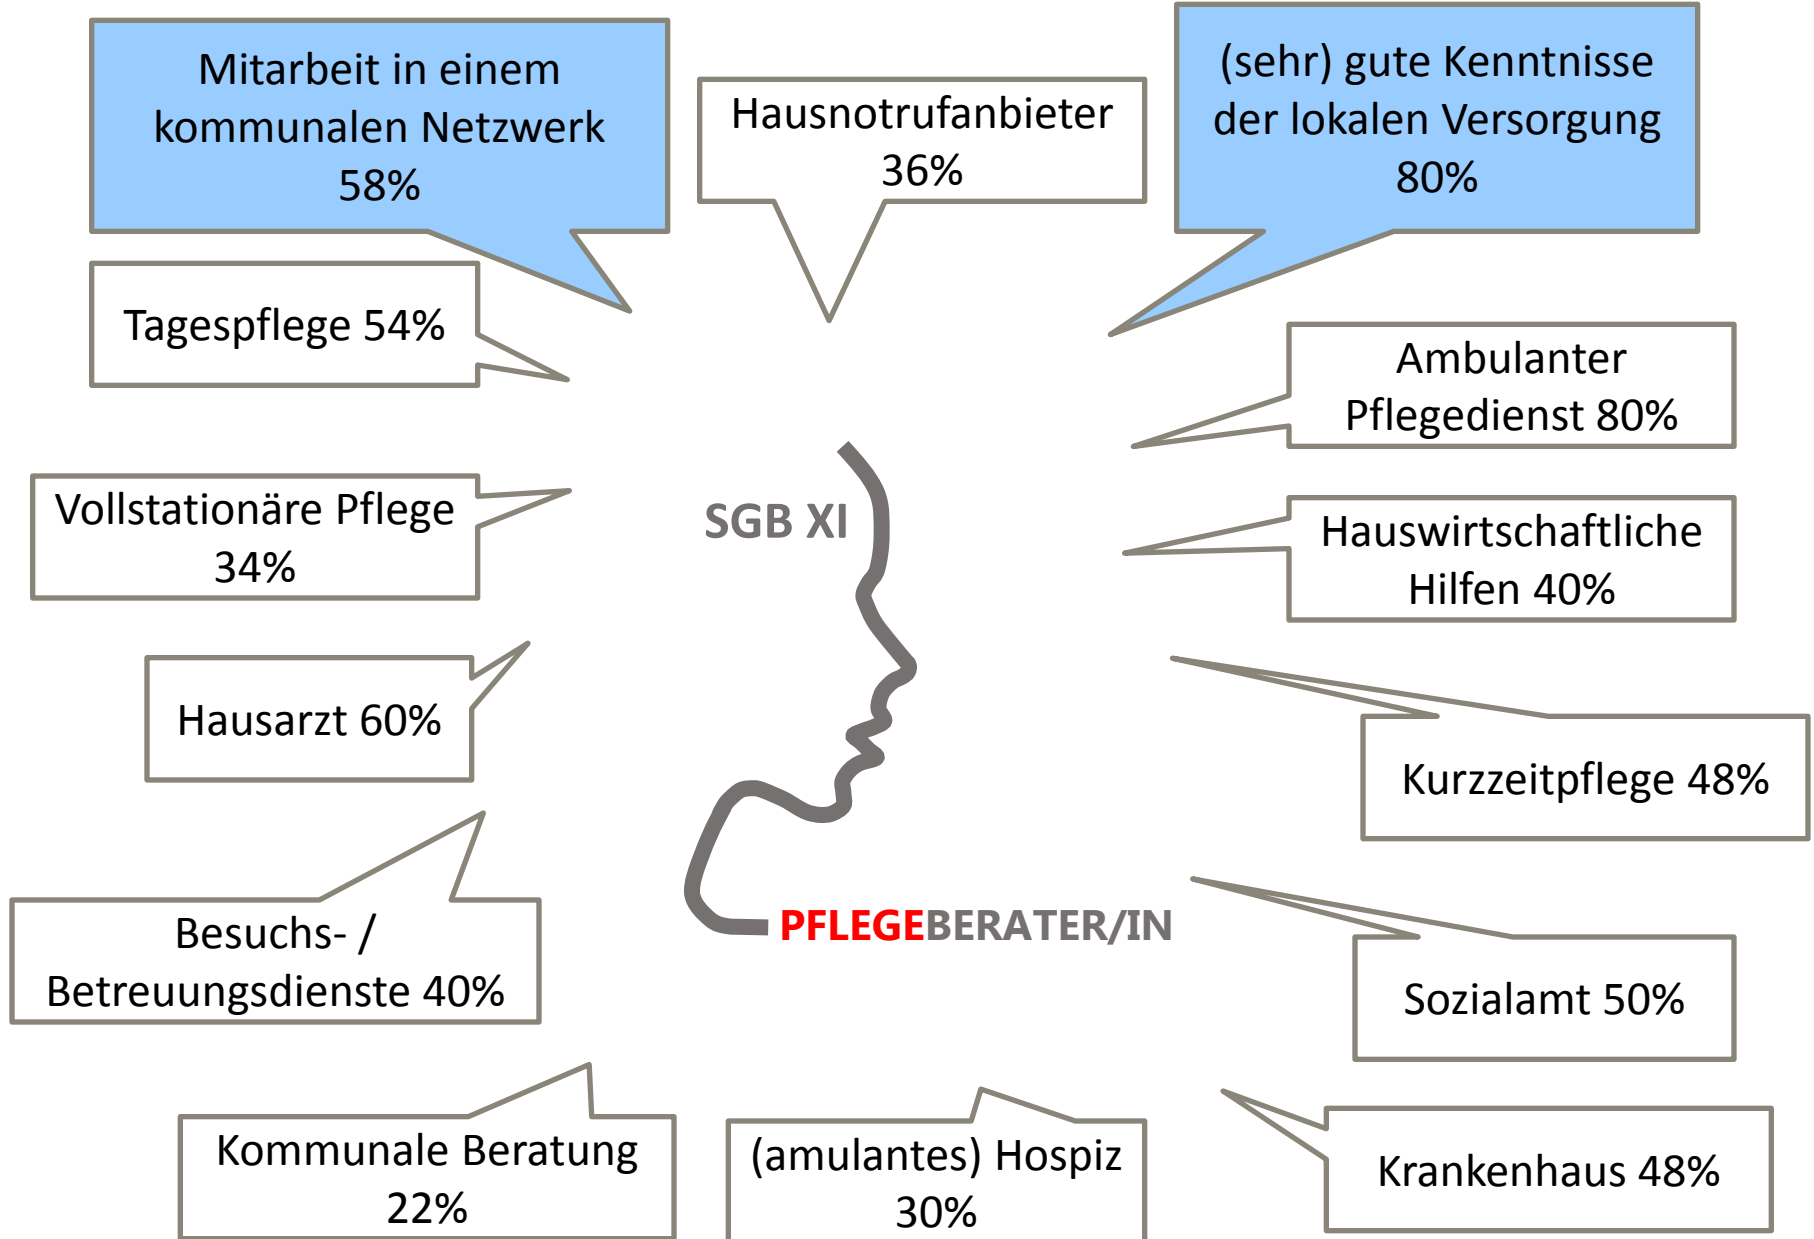 Mitarbeit in einem
kommunalen Netzwerk
58%
Hausnotrufanbieter
36%
(sehr) gute Kenntnisse
der lokalen Versorgung
80%
Tagespflege 54%
Ambulanter
Pflegedienst 80%
Vollstationäre Pflege
34%
SGB XI
Hauswirtschaftliche
Hilfen 40%
Hausarzt 60%
Kurzzeitpflege 48%
Besuchs- /
Betreuungsdienste 40%
PFLEGEBERATER/IN
Sozialamt 50%
Kommunale Beratung
22%
(amulantes) Hospiz
30%
Krankenhaus 48%